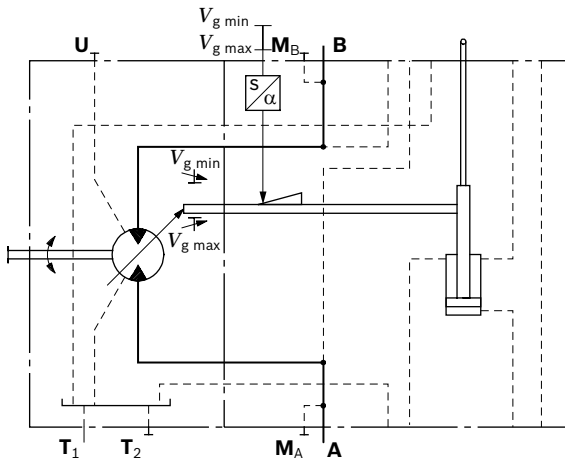 V g min
V g max
U
M B
B
S
α
V g min
V g max
T 1
T 2
M A
A